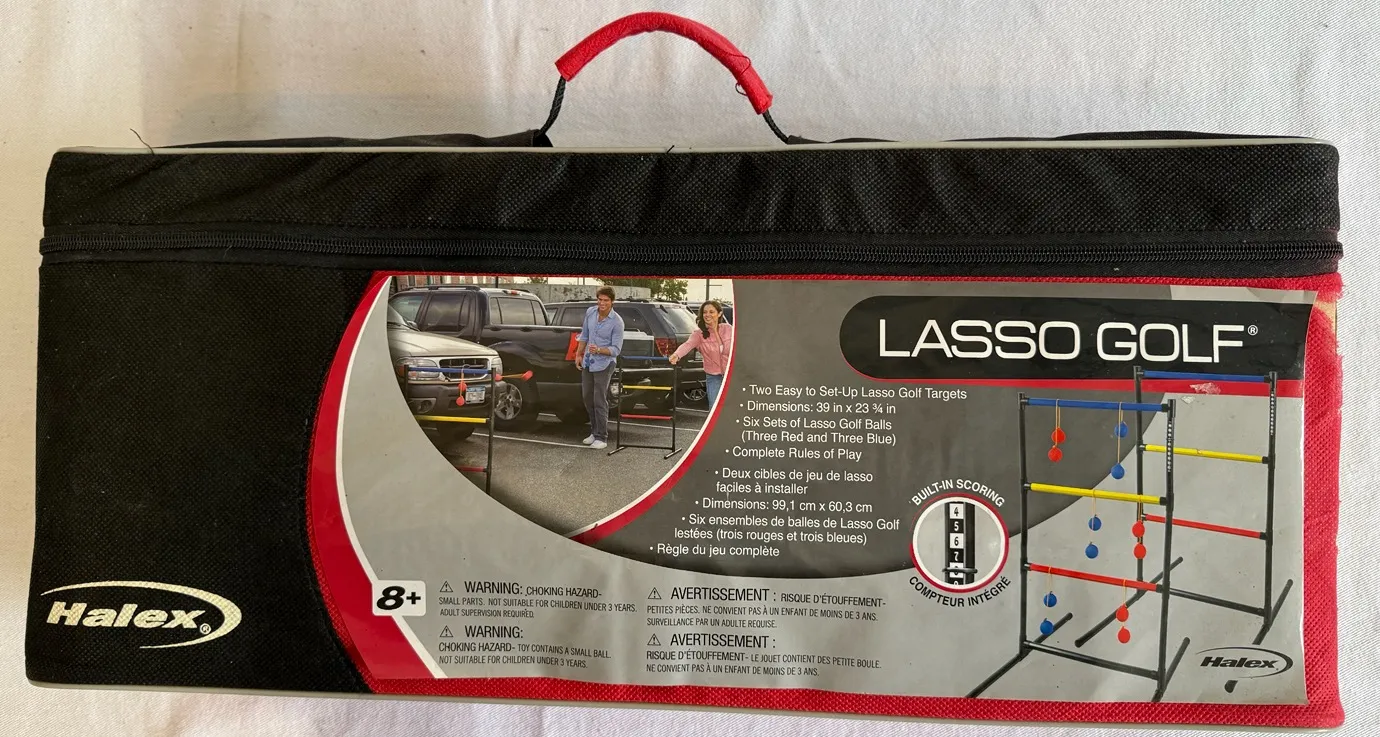 LASSO GOLF®
• Two Easy to Set-Up Lasso Golf Targets
• Dimensions: 39 in x 23 ¾ in
• Six Sets of Lasso Golf Balls
(Three Red and Three Blue)
• Complete Rules of Play
• Deux cibles de jeu de lasso
façiles à installer
• Dimensions: 99,1 cm x 60,3 cm
• Six ensembles de balles de Lasso Golf
lestées (trois rouges et trois bleues)
• Règle du jeu complète
BUILT-IN SCORING
4
5
6
7
COMPTEUR INTÉGRÉ
8+
⚠ WARNING: CHOKING HAZARD-
SMALL PARTS. NOT SUITABLE FOR CHILDREN UNDER 3 YEARS.
ADULT SUPERVISION REQUIRED.
⚠ WARNING:
CHOKING HAZARD- TOY CONTAINS A SMALL BALL.
NOT SUITABLE FOR CHILDREN UNDER 3 YEARS.
⚠ AVERTISSEMENT : RISQUE D'ÉTOUFFEMENT-
PETITES PIÈCES. NE CONVIENT PAS À UN ENFANT DE MOINS DE 3 ANS.
SURVEILLANCE PAR UN ADULTE REQUISE.
⚠ AVERTISSEMENT :
RISQUE D'ÉTOUFFEMENT- LE JOUET CONTIENT DES PETITE BOULE.
NE CONVIENT PAS À UN ENFANT DE MOINS DE 3 ANS.
Halex®
Halex